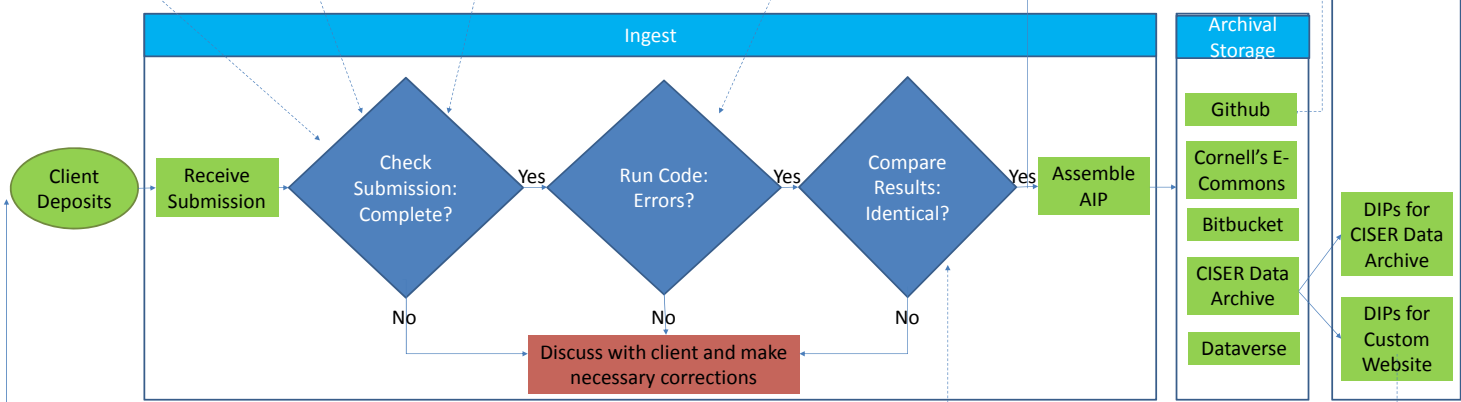 Ingest
Archival
Storage
Client
Deposits
Receive
Submission
Check
Submission:
Complete?
Yes
No
Run Code:
Errors?
Yes
No
Compare
Results:
Identical?
Yes
No
Discuss with client and make
necessary corrections
Assemble
AIP
Github
Cornell's E-
Commons
Bitbucket
CISER Data
Archive
Dataverse
DIPs for
CISER Data
Archive
DIPs for
Custom
Website